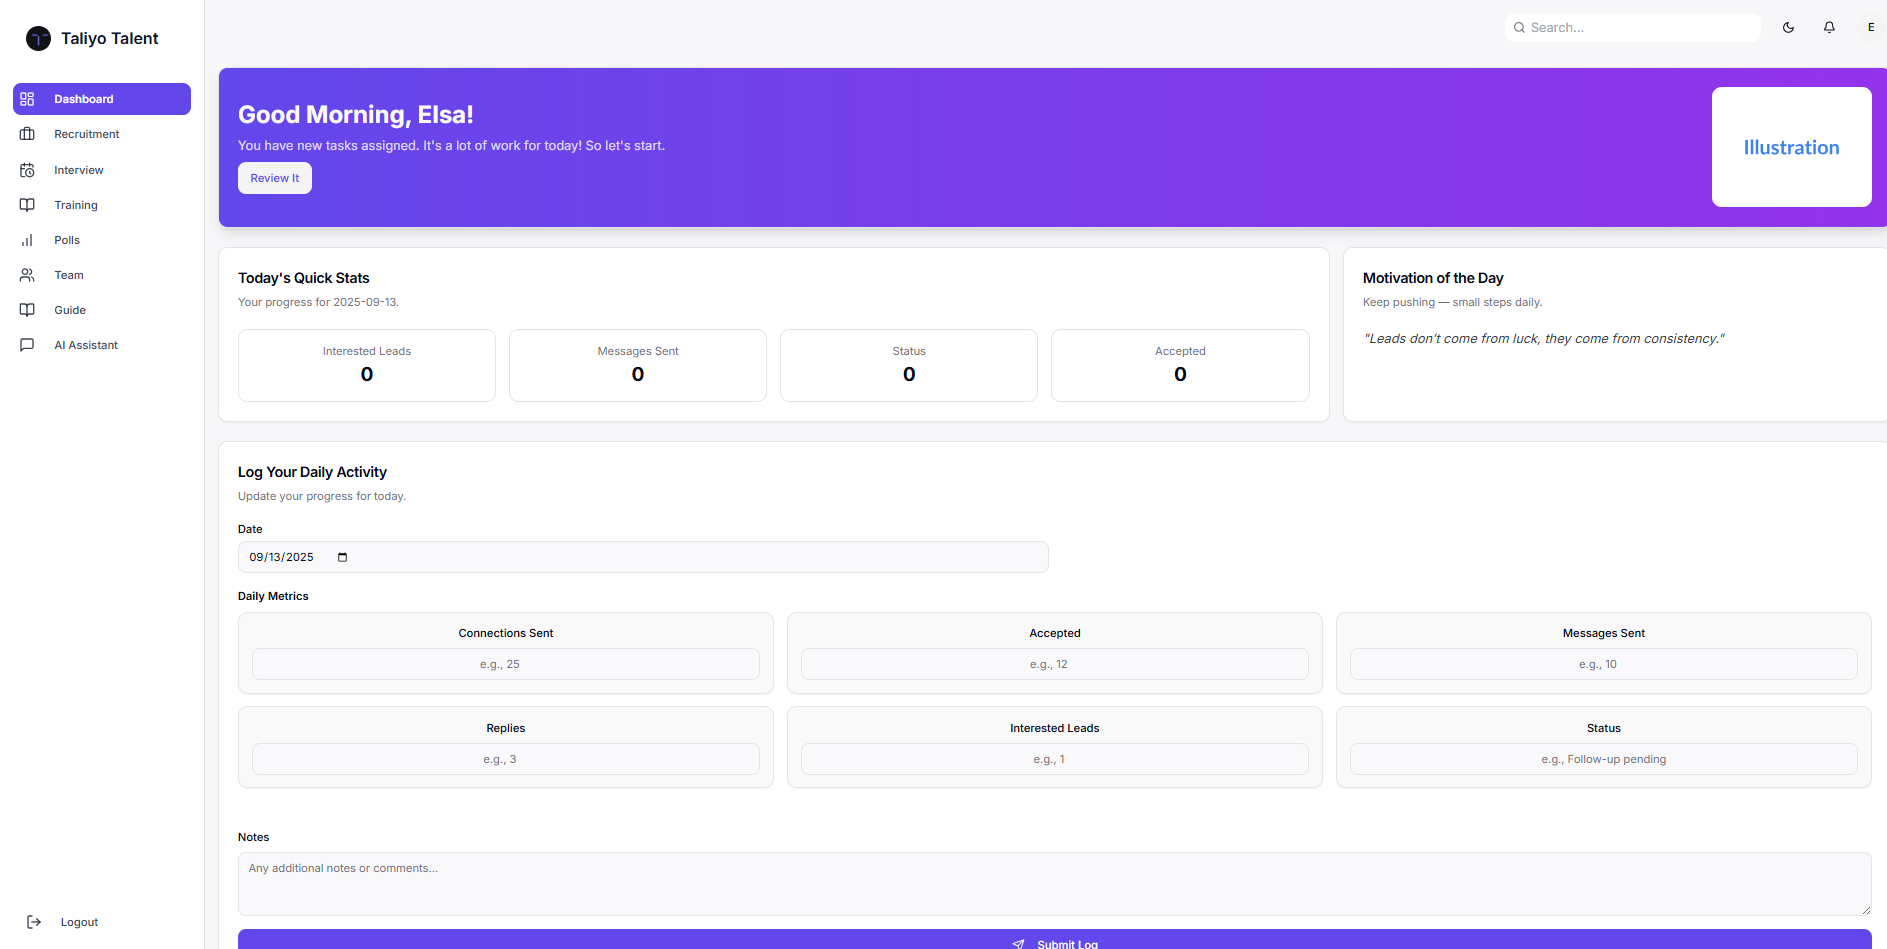 Taliyo Talent
Dashboard
Recruitment
Interview
Training
Polls
Team
Guide
AI Assistant
Logout
Search...
E
Good Morning, Elsa!
You have new tasks assigned. It's a lot of work for today! So let's start.
Review It
Illustration
Today's Quick Stats
Your progress for 2025-09-13.
Interested Leads
0
Messages Sent
0
Status
0
Accepted
0
Motivation of the Day
Keep pushing — small steps daily.
"Leads don't come from luck, they come from consistency."
Log Your Daily Activity
Update your progress for today.
Date
09/13/2025
Daily Metrics
Connections Sent
e.g., 25
Accepted
e.g., 12
Messages Sent
e.g., 10
Replies
e.g., 3
Interested Leads
e.g., 1
Status
e.g., Follow-up pending
Notes
Any additional notes or comments...
Submit Log